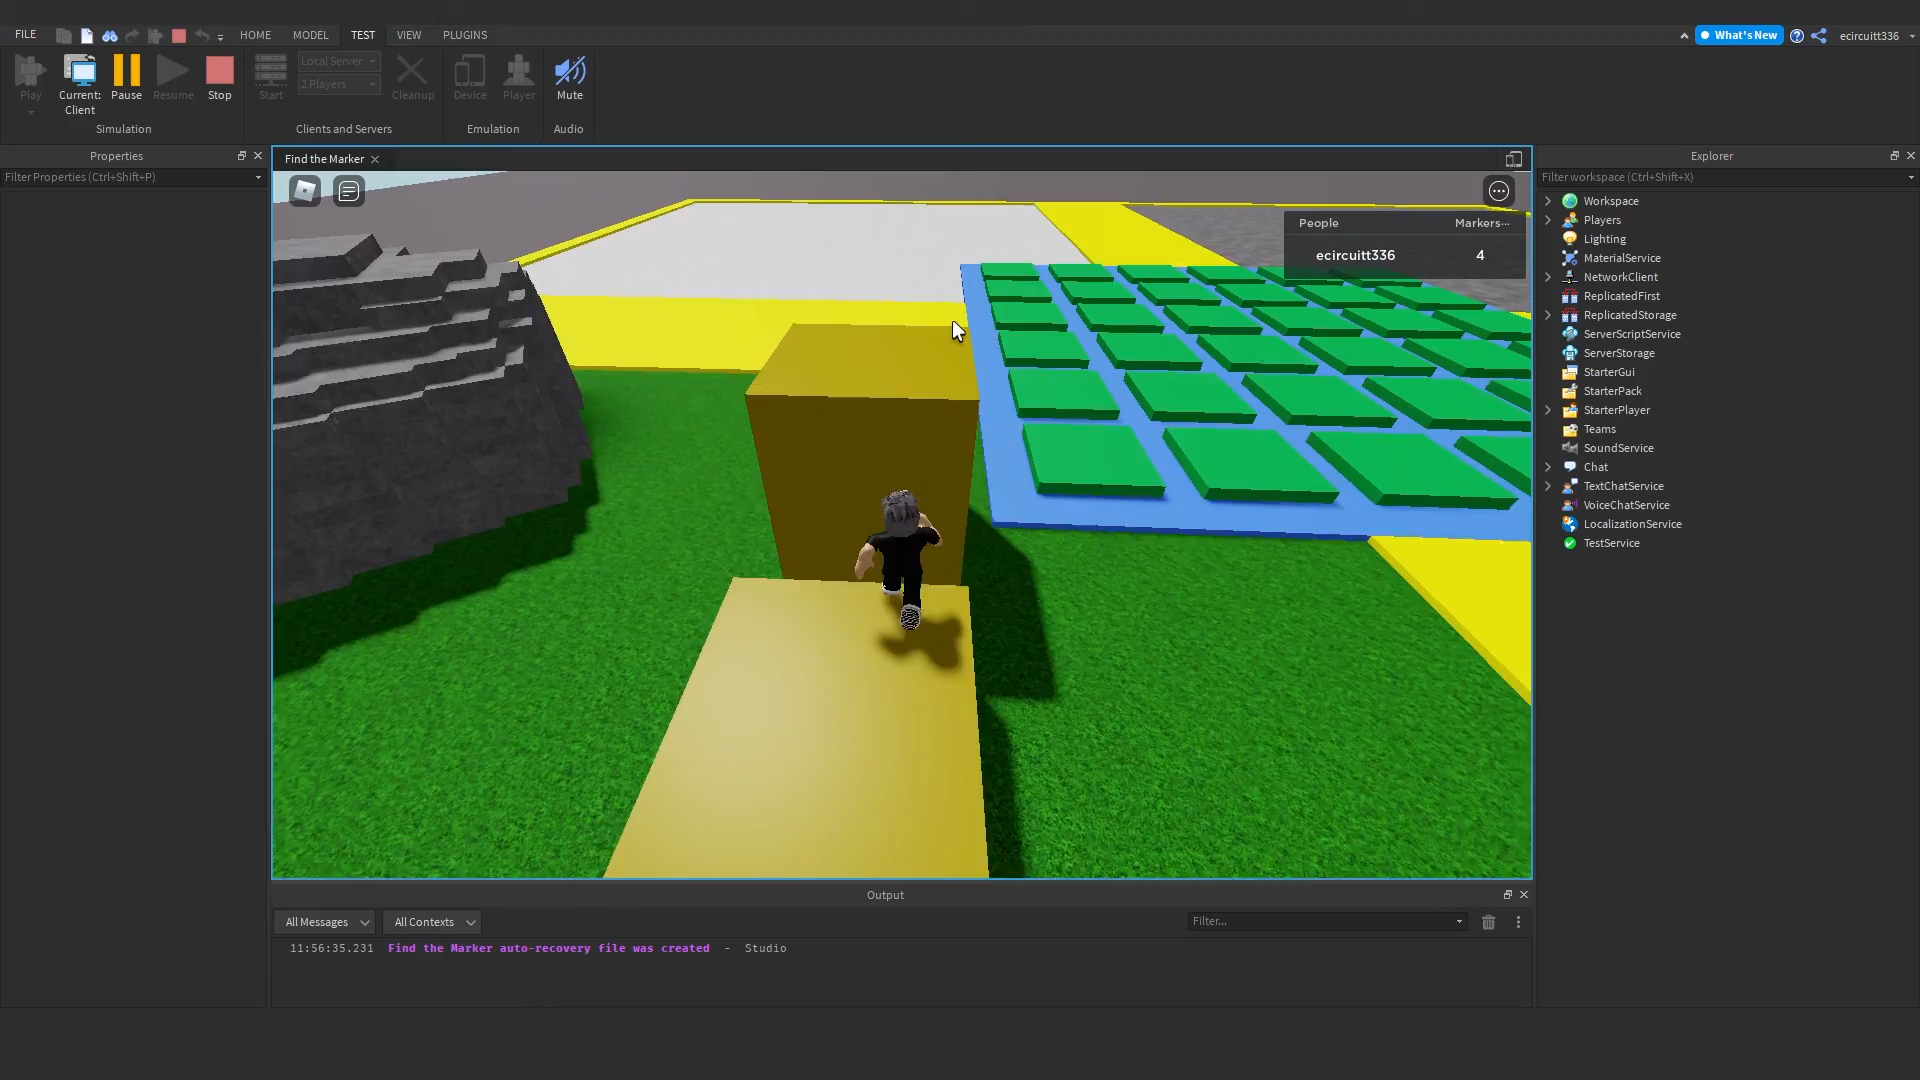 FILE HOME MODEL TEST VIEW PLUGINS What's New ecircuitt336
Play Current: Client Pause Resume Stop Start Local Server 2 Players Cleanup Device Player Mute
Simulation Clients and Servers Emulation Audio
Properties
Filter Properties (Ctrl+Shift+P)
Find the Marker
People Markers...
ecircuitt336 4
Explorer
Filter workspace (Ctrl+Shift+X)
Workspace
Players
Lighting
MaterialService
NetworkClient
ReplicatedFirst
ReplicatedStorage
ServerScriptService
ServerStorage
StarterGui
StarterPack
StarterPlayer
Teams
SoundService
Chat
TextChatService
VoiceChatService
LocalizationService
TestService
Output
All Messages All Contexts Filter...
11:56:35.231 Find the Marker auto-recovery file was created - Studio